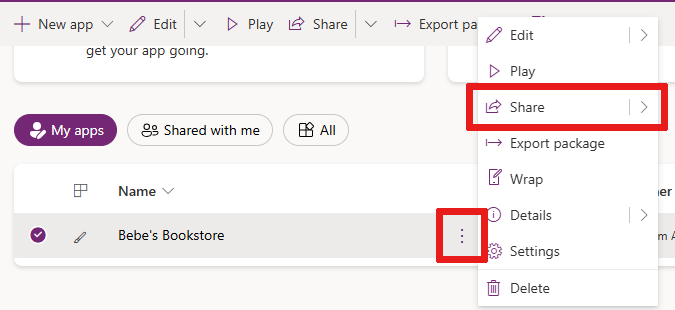 New app Edit Play Share Export pa
get your app going.
Edit
Play
Share
Export package
Wrap
Details
Settings
Delete
My apps Shared with me All
Name
Bebe's Bookstore